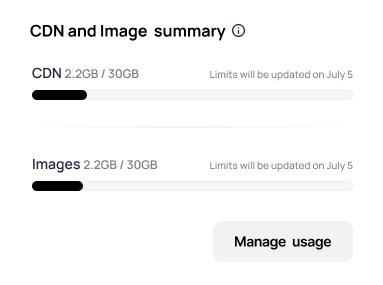 CDN and Image summary
CDN 2.2GB / 30GB Limits will be updated on July 5
Images 2.2GB / 30GB Limits will be updated on July 5
Manage usage